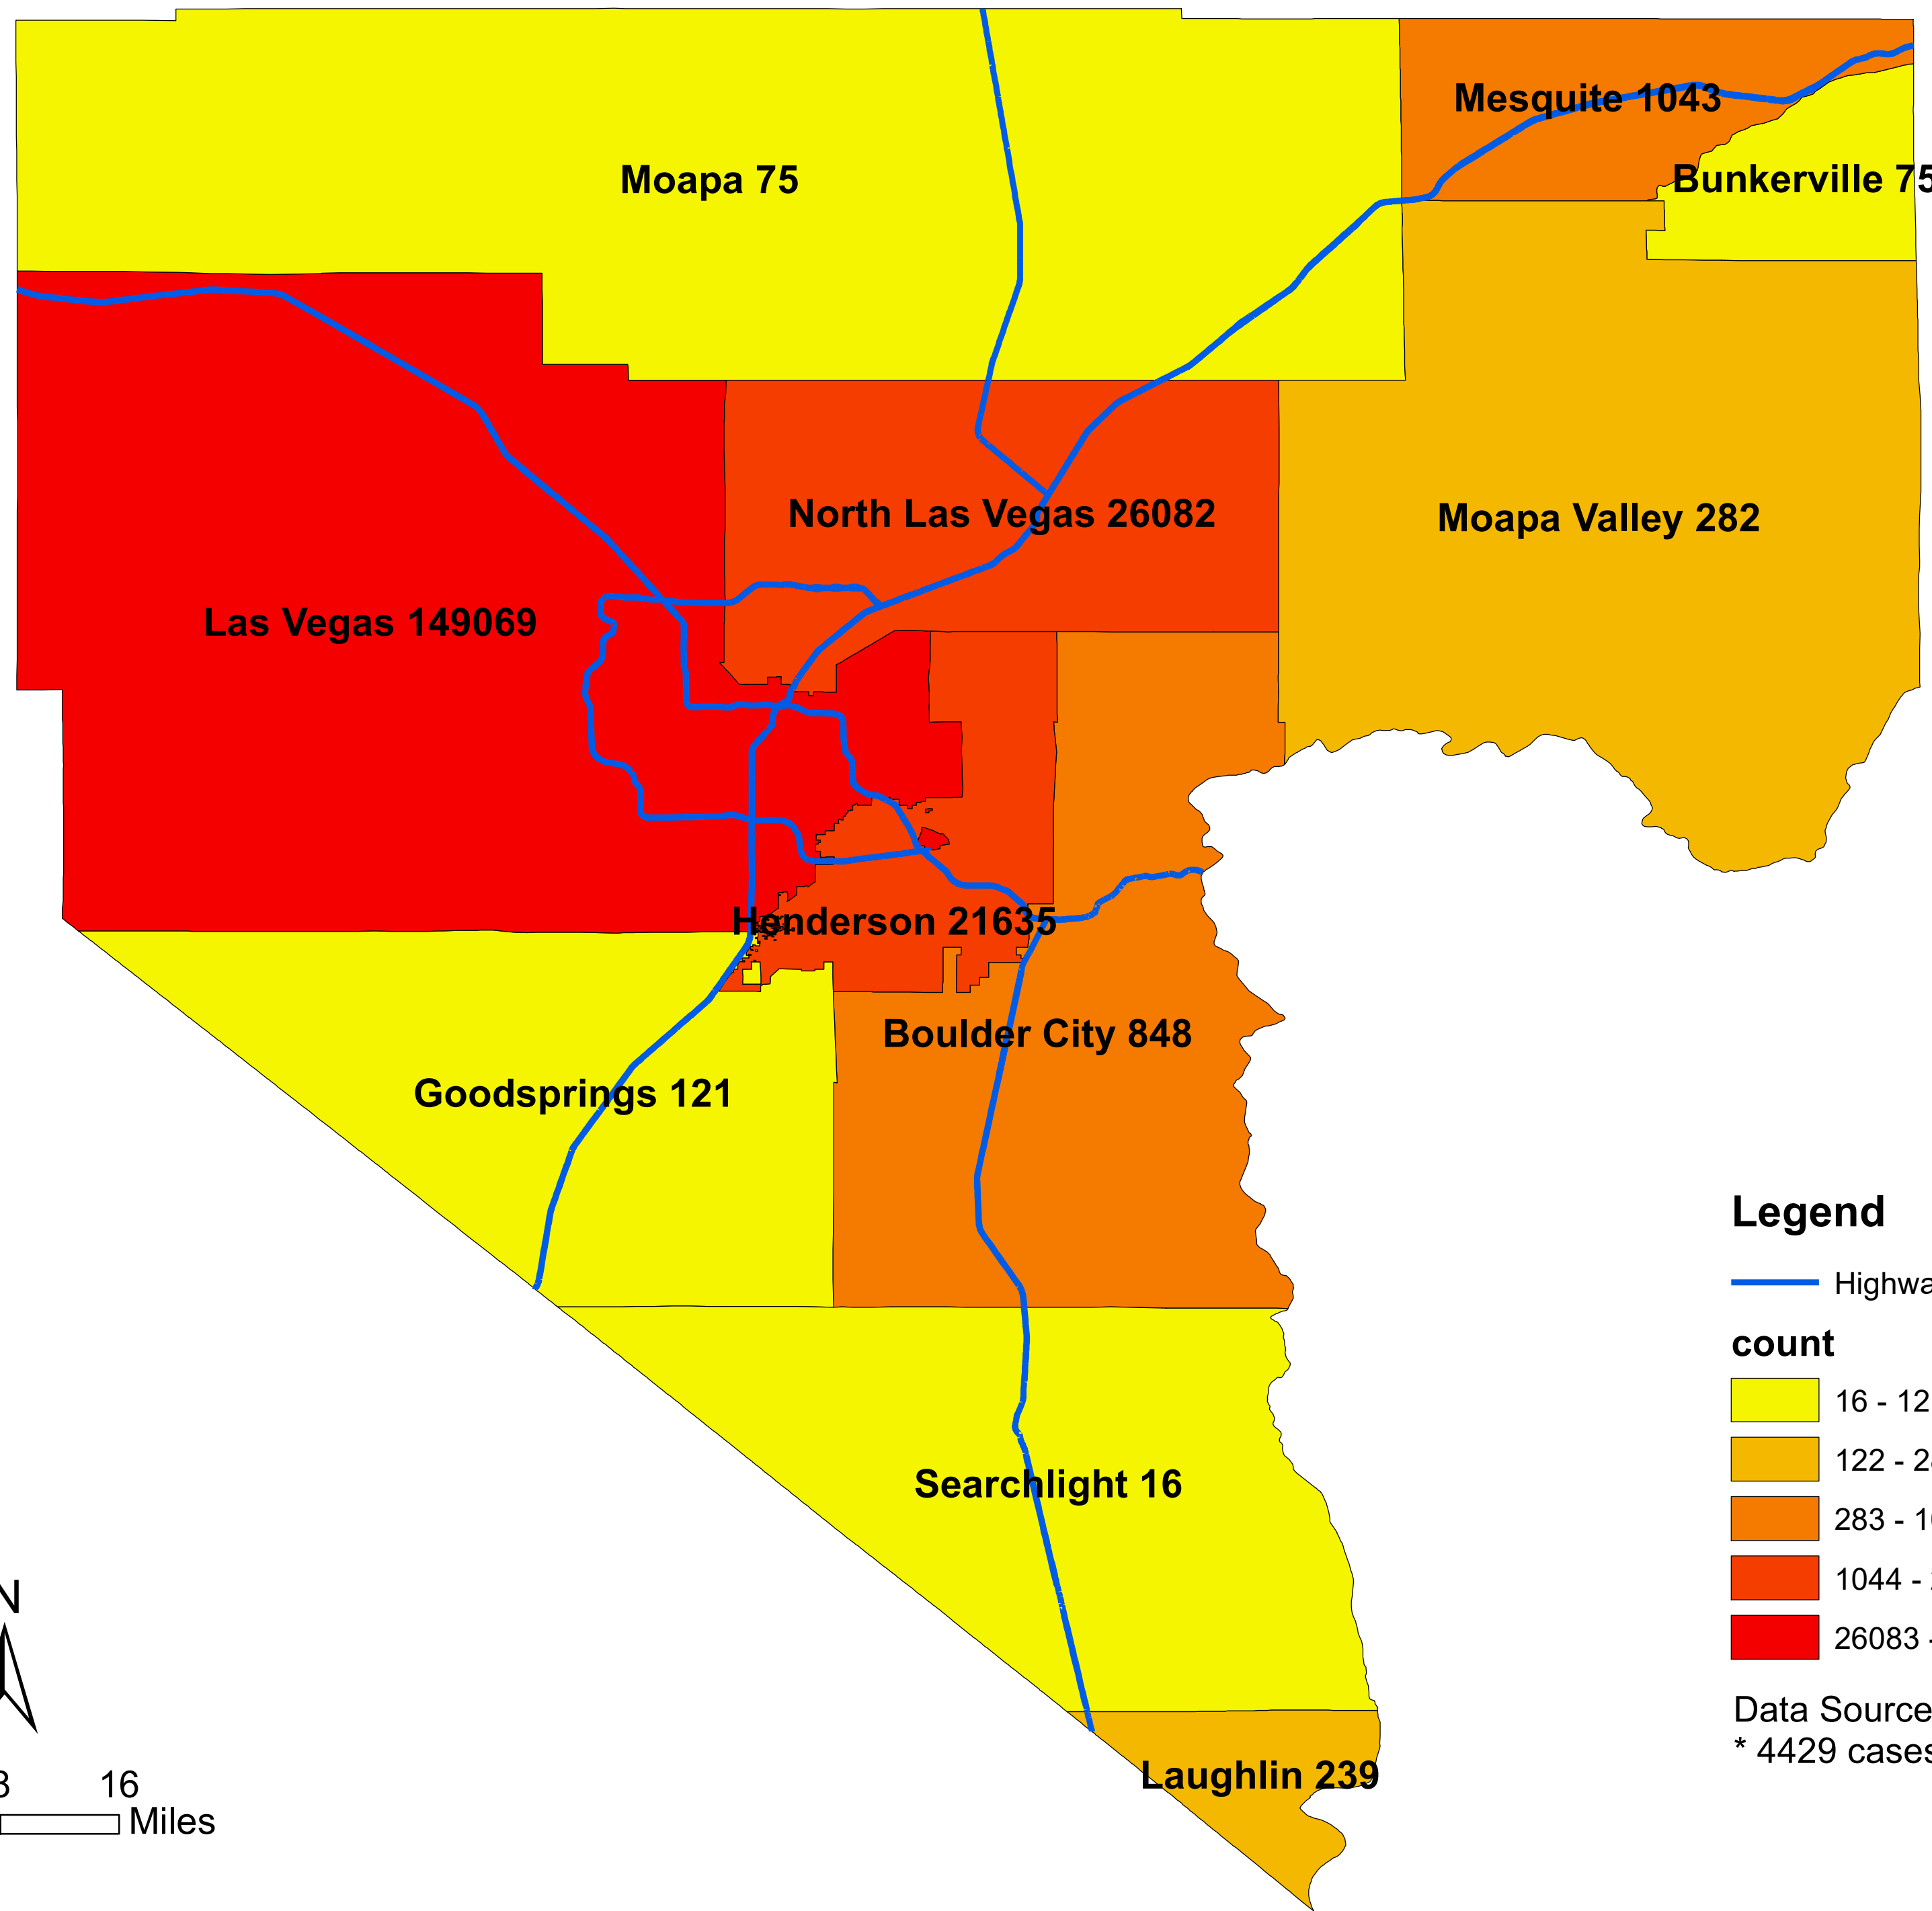 Mesquite 1043
Moapa 75
Bunkerville 75
North Las Vegas 26082
Moapa Valley 282
Las Vegas 149069
Henderson 21635
Boulder City 848
Goodsprings 121
Legend
Highwa
count
16 - 12
122 - 2
283 - 1
Searchlight 16
1044 -
N
26083 -
Data Source
* 4429 cases
Laughlin 239
16
Miles